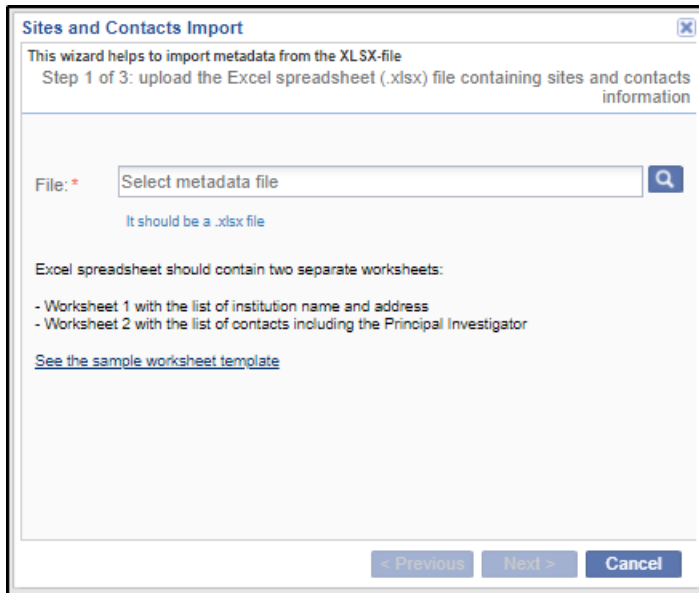 Sites and Contacts Import
This wizard helps to import metadata from the XLSX-file
Step 1 of 3: upload the Excel spreadsheet (.xlsx) file containing sites and contacts
information
File: * Select metadata file
It should be a .xlsx file
Excel spreadsheet should contain two separate worksheets:
- Worksheet 1 with the list of institution name and address
- Worksheet 2 with the list of contacts including the Principal Investigator
See the sample worksheet template
< Previous Next > Cancel